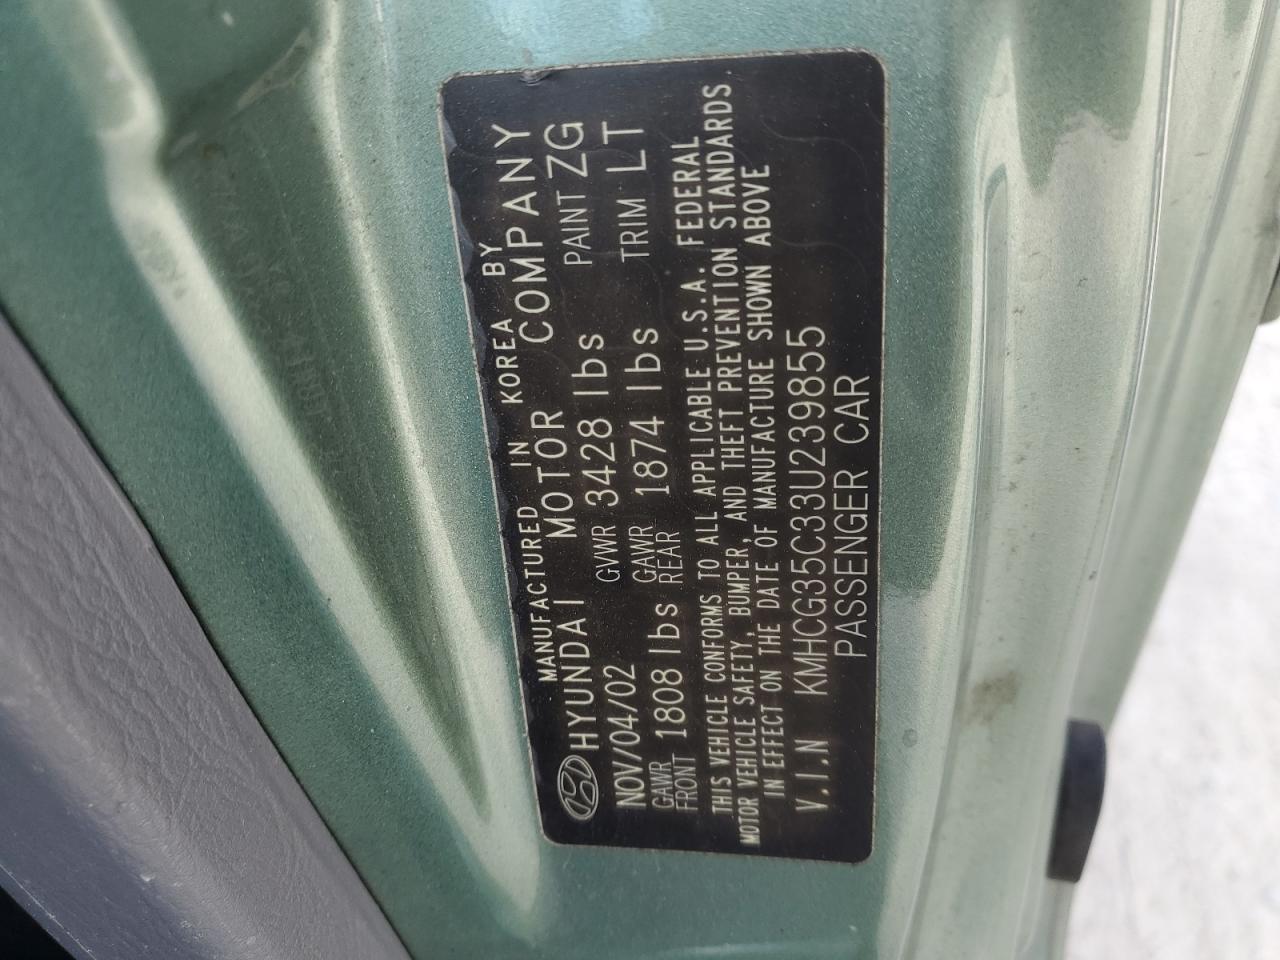 MANUFACTURED IN KOREA BY
HYUNDAI MOTOR COMPANY
NOV/04/02 GVWR 3428 lbs PAINT ZG
GAWR FRONT 1808 lbs GAWR REAR 1874 lbs TRIM LT
THIS VEHICLE CONFORMS TO ALL APPLICABLE U.S.A. FEDERAL
MOTOR VEHICLE SAFETY, BUMPER, AND THEFT PREVENTION STANDARDS
IN EFFECT ON THE DATE OF MANUFACTURE SHOWN ABOVE
V.I.N KMHCG35C33U239855
PASSENGER CAR